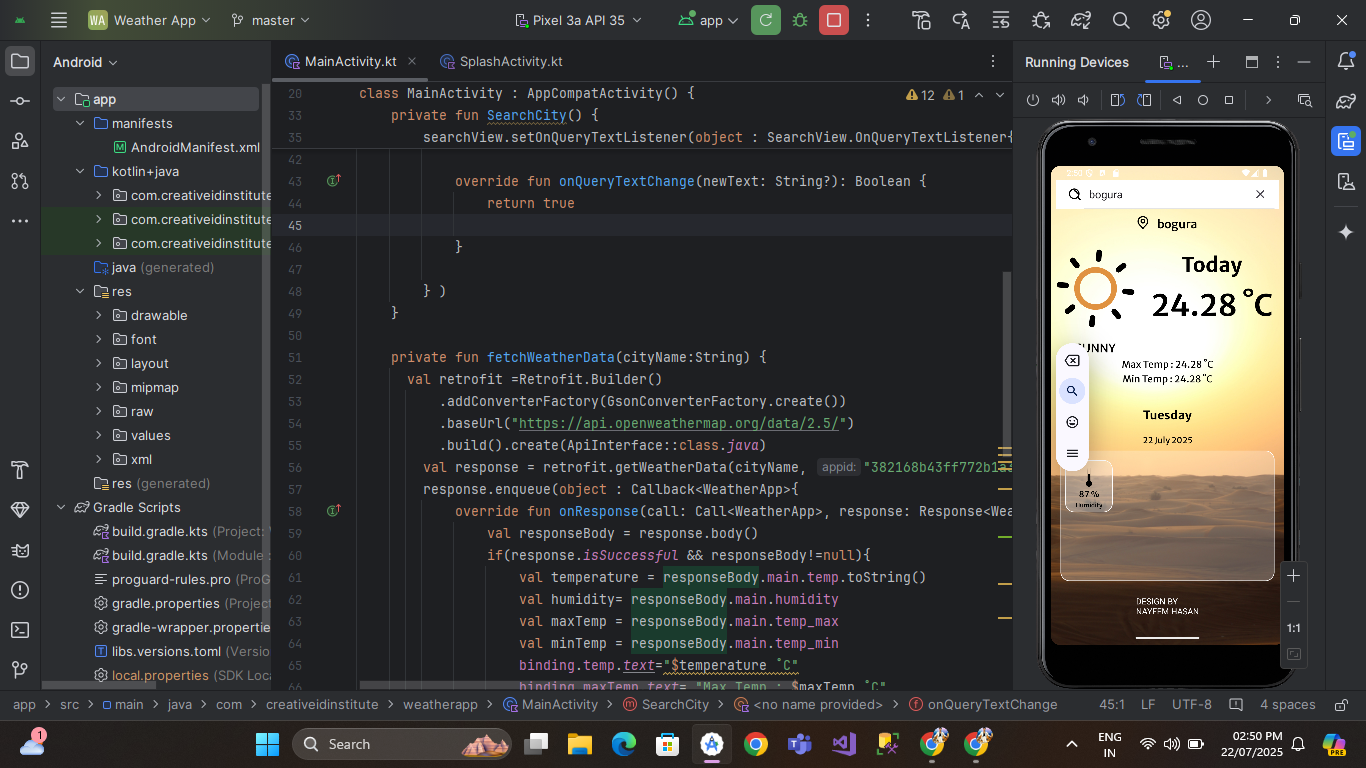 WA Weather App master Pixel 3a API 35 app
Android
MainActivity.kt SplashActivity.kt
Running Devices ...
app
manifests
AndroidManifest.xml
kotlin+java
com.creativeidinstitute
com.creativeidinstitute
com.creativeidinstitute
java (generated)
res
drawable
font
layout
mipmap
raw
values
xml
res (generated)
Gradle Scripts
build.gradle.kts (Project:
build.gradle.kts (Module
proguard-rules.pro (ProG
gradle.properties (Project
gradle-wrapper.propertie
libs.versions.toml (Versio
local.properties (SDK Loca
12 1
20 class MainActivity : AppCompatActivity() {
33 private fun SearchCity() {
35 searchView.setOnQueryTextListener(object : SearchView.OnQueryTextListener{
42
43 override fun onQueryTextChange(newText: String?): Boolean {
44 return true
45
46 }
47
48 } )
49 }
50
51 private fun fetchWeatherData(cityName:String) {
52 val retrofit =Retrofit.Builder()
53 .addConverterFactory(GsonConverterFactory.create())
54 .baseUrl("https://api.openweathermap.org/data/2.5/")
55 .build().create(ApiInterface::class.java)
56 val response = retrofit.getWeatherData(cityName, appid: "382168b43ff772b1a
57 response.enqueue(object : Callback<WeatherApp>{
58 override fun onResponse(call: Call<WeatherApp>, response: Response<Wea
59 val responseBody = response.body()
60 if(response.isSuccessful && responseBody!=null){
61 val temperature = responseBody.main.temp.toString()
62 val humidity= responseBody.main.humidity
63 val maxTemp = responseBody.main.temp_max
64 val minTemp = responseBody.main.temp_min
65 binding.temp.text="$temperature ˚C"
66 binding.maxTemp.text= "Max Temp : $maxTemp ˚C"
2:50
bogura
bogura
Today
24.28 ˚C
SUNNY
Max Temp : 24.28 ˚C
Min Temp : 24.28 ˚C
Tuesday
22 July 2025
87 %
Humidity
DESIGN BY
NAYEEM HASAN
1:1
app > src > main > java > com > creativeidinstitute > weatherapp > MainActivity > SearchCity > <no name provided> > onQueryTextChange 45:1 LF UTF-8 4 spaces
1
Search
PRE
ENG
IN
02:50 PM
22/07/2025